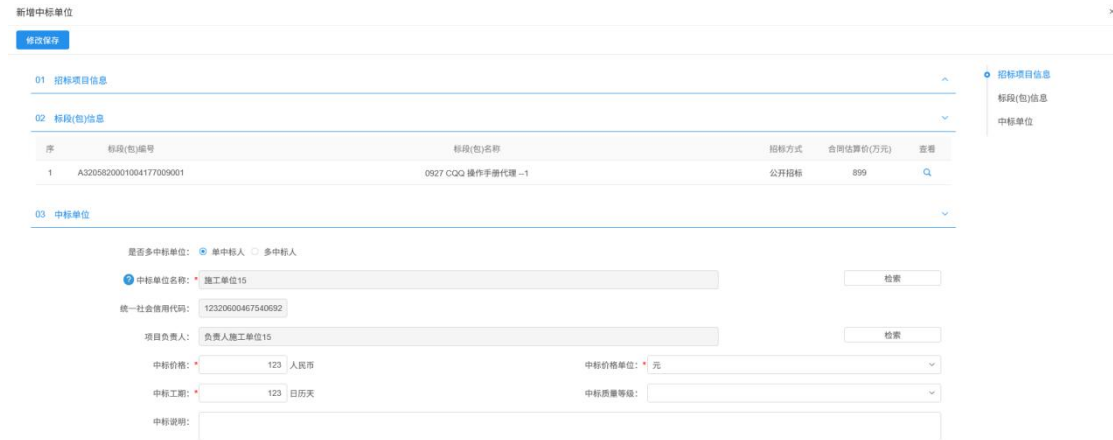 新增中标单位 ×
修改保存
01 招标项目信息
招标项目信息
标段(包)信息
中标单位
02 标段(包)信息
序 标段(包)编号 标段(包)名称 招标方式 合同估算价(万元) 查看
1 A3205820001004177009001 0927 CQQ 操作手册代理 --1 公开招标 899
03 中标单位
是否多中标单位: 单中标人 多中标人
? 中标单位名称: * 施工单位15 检索
统一社会信用代码: 12320600467540692
项目负责人: 负责人施工单位15 检索
中标价格: * 123 人民币 中标价格单位: * 元
中标工期: * 123 日历天 中标质量等级:
中标说明: